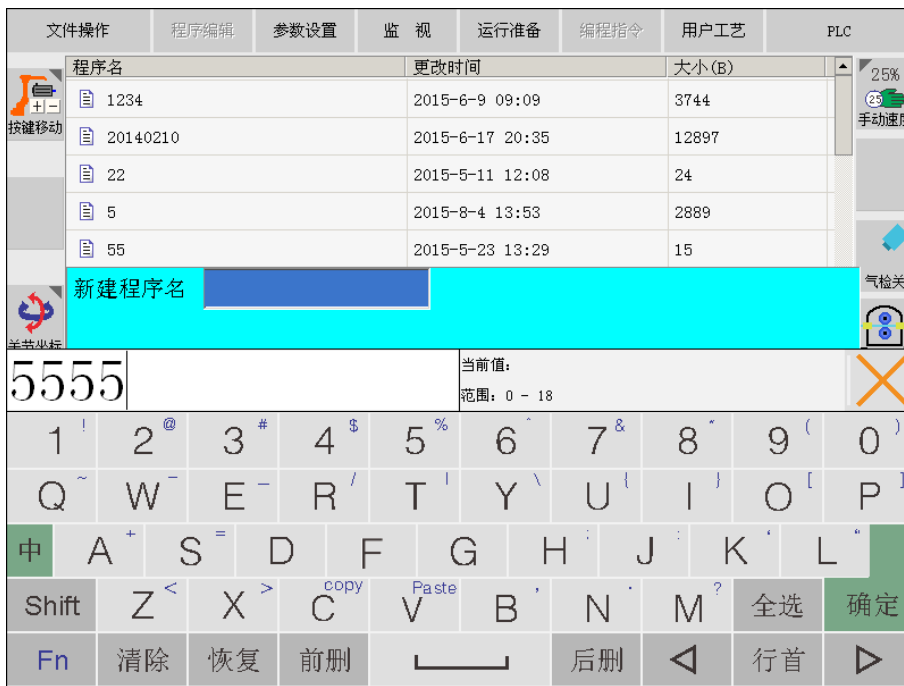 文件操作 程序编辑 参数设置 监 视 运行准备 编程指令 用户工艺 PLC
程序名 更改时间 大小(B)
1234 2015-6-9 09:09 3744
20140210 2015-6-17 20:35 12897
22 2015-5-11 12:08 24
5 2015-8-4 13:53 2889
55 2015-5-23 13:29 15
+ -
按键移动
25%
25
手动速度
气检关
关节坐标
新建程序名
5555
当前值:
范围: 0 - 18
1 ! 2 @ 3 # 4 $ 5 % 6 ^ 7 & 8 9 ( 0 )
Q ~ W E R / T | Y \ U { I } O [ P ]
中 A + S = D F G H J K L
Shift Z < X > C copy V Paste B N M ? 全选 确定
Fn 清除 恢复 前删 后删 ◁ 行首 ▷